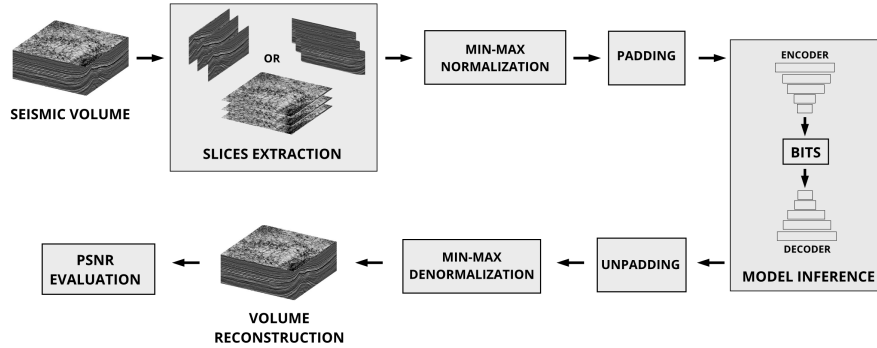 SEISMIC VOLUME
OR
SLICES EXTRACTION
MIN-MAX
NORMALIZATION
PADDING
ENCODER
BITS
DECODER
MODEL INFERENCE
UNPADDING
MIN-MAX
DENORMALIZATION
VOLUME
RECONSTRUCTION
PSNR
EVALUATION